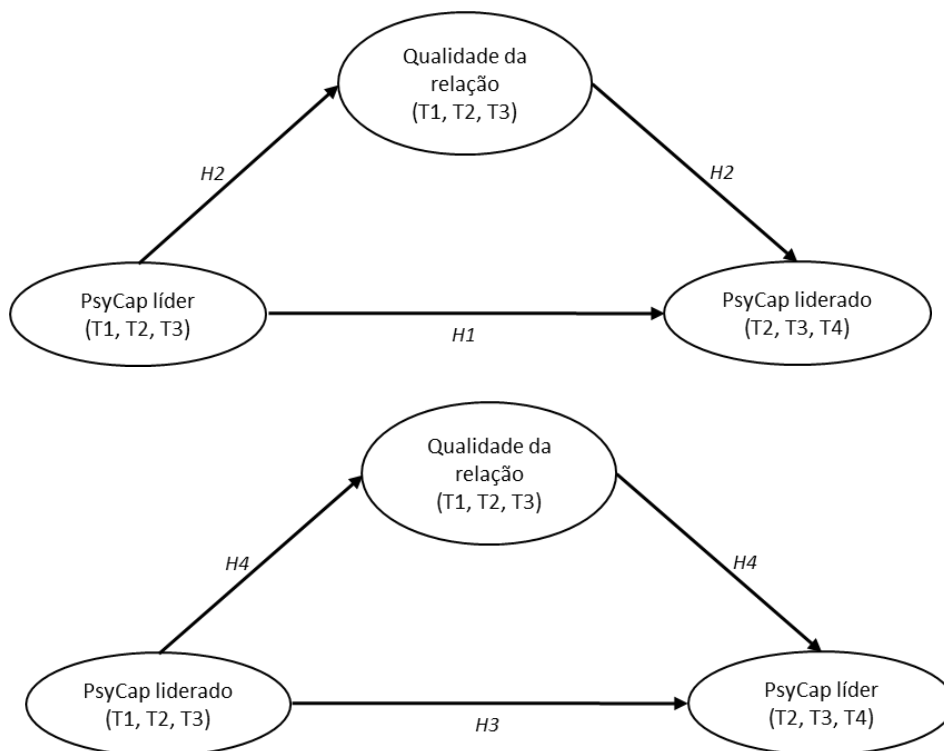 Qualidade da
relação
(T1, T2, T3)
H2
H2
PsyCap líder
(T1, T2, T3)
PsyCap liderado
(T2, T3, T4)
H1
Qualidade da
relação
(T1, T2, T3)
H4
H4
PsyCap liderado
(T1, T2, T3)
PsyCap líder
(T2, T3, T4)
H3